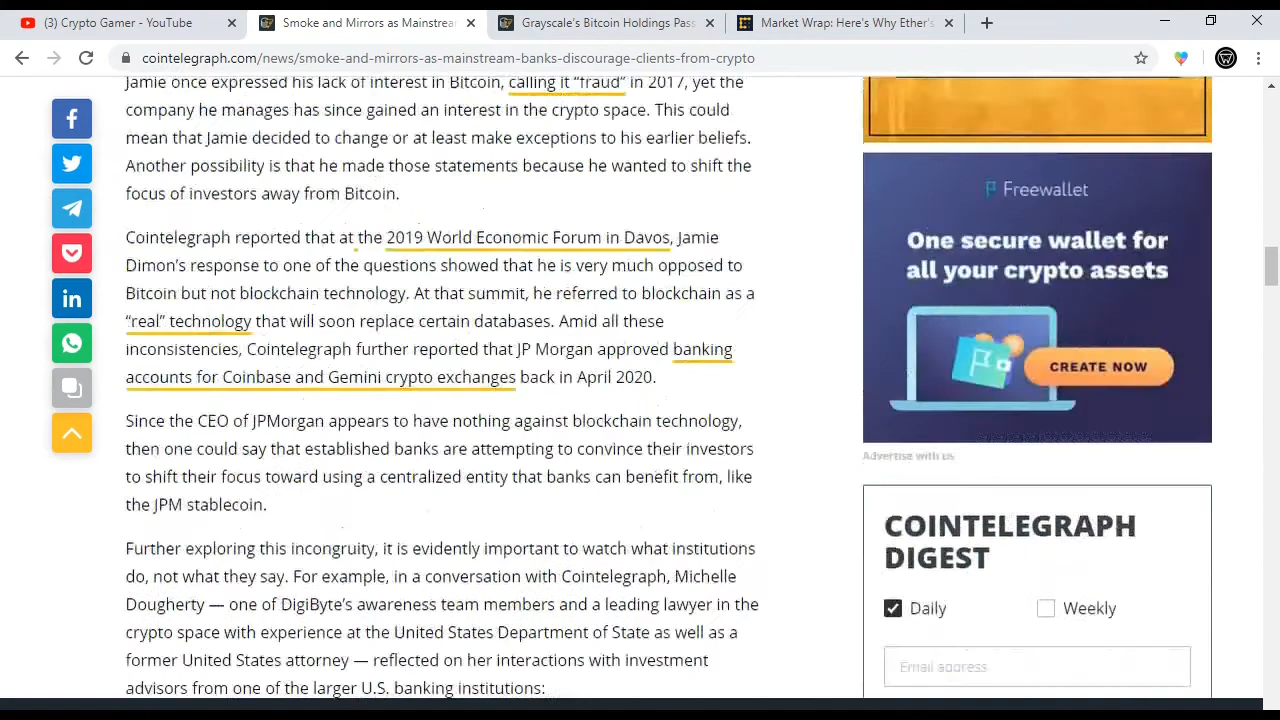 (3) Crypto Gamer - YouTube
Smoke and Mirrors as Mainstream
Grayscale's Bitcoin Holdings Pass
Market Wrap: Here's Why Ether's
cointelegraph.com/news/smoke-and-mirrors-as-mainstream-banks-discourage-clients-from-crypto
Jamie once expressed his lack of interest in Bitcoin, calling it “fraud” in 2017, yet the
company he manages has since gained an interest in the crypto space. This could
mean that Jamie decided to change or at least make exceptions to his earlier beliefs.
Another possibility is that he made those statements because he wanted to shift the
focus of investors away from Bitcoin.
Cointelegraph reported that at the 2019 World Economic Forum in Davos, Jamie
Dimon’s response to one of the questions showed that he is very much opposed to
Bitcoin but not blockchain technology. At that summit, he referred to blockchain as a
“real” technology that will soon replace certain databases. Amid all these
inconsistencies, Cointelegraph further reported that JP Morgan approved banking
accounts for Coinbase and Gemini crypto exchanges back in April 2020.
Since the CEO of JPMorgan appears to have nothing against blockchain technology,
then one could say that established banks are attempting to convince their investors
to shift their focus toward using a centralized entity that banks can benefit from, like
the JPM stablecoin.
Further exploring this incongruity, it is evidently important to watch what institutions
do, not what they say. For example, in a conversation with Cointelegraph, Michelle
Dougherty — one of DigiByte’s awareness team members and a leading lawyer in the
crypto space with experience at the United States Department of State as well as a
former United States attorney — reflected on her interactions with investment
advisors from one of the larger U.S. banking institutions:
Freewallet
One secure wallet for
all your crypto assets
CREATE NOW
Advertise with us
COINTELEGRAPH
DIGEST
Daily
Weekly
Email address